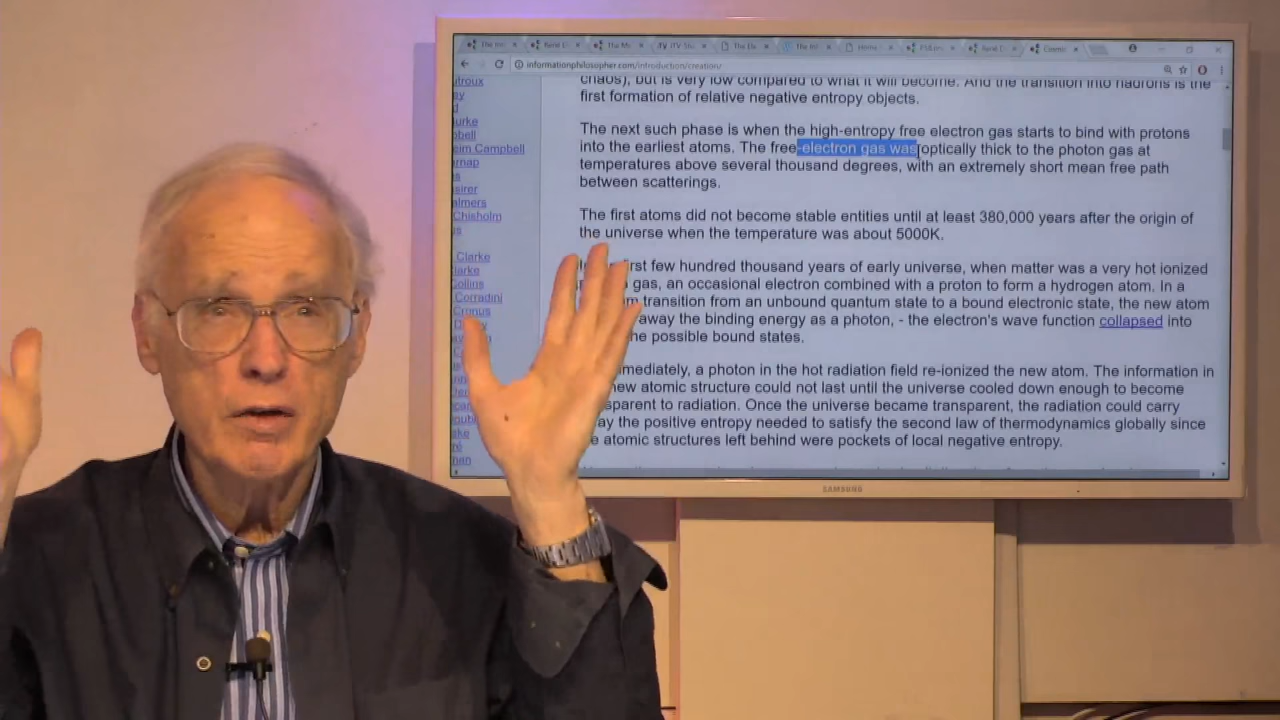 informationphilosopher.com/introduction/creation/
chaos), but is very low compared to what it will become. And the transition into hadrons is the
first formation of relative negative entropy objects.
The next such phase is when the high-entropy free electron gas starts to bind with protons
into the earliest atoms. The free-electron gas was optically thick to the photon gas at
temperatures above several thousand degrees, with an extremely short mean free path
between scatterings.
The first atoms did not become stable entities until at least 380,000 years after the origin of
the universe when the temperature was about 5000K.
first few hundred thousand years of early universe, when matter was a very hot ionized
gas, an occasional electron combined with a proton to form a hydrogen atom. In a
transition from an unbound quantum state to a bound electronic state, the new atom
away the binding energy as a photon, - the electron's wave function collapsed into
possible bound states.
a photon in the hot radiation field re-ionized the new atom. The information in
new atomic structure could not last until the universe cooled down enough to become
to radiation. Once the universe became transparent, the radiation could carry
the positive entropy needed to satisfy the second law of thermodynamics globally since
atomic structures left behind were pockets of local negative entropy.
Campbell
Chisholm
Clarke
Collins
Corradini
Cronus
SAMSUNG